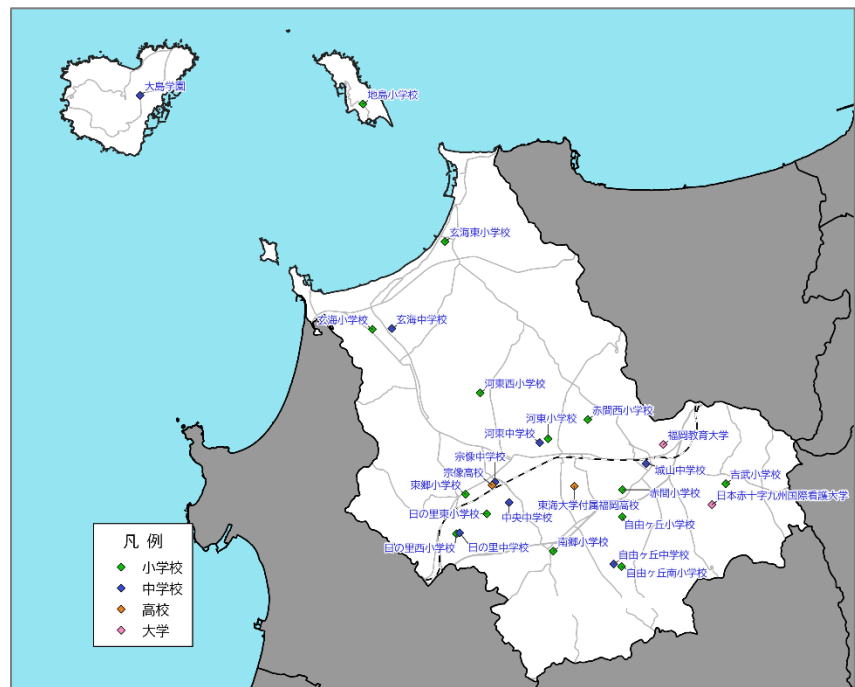 大島学園
地島小学校
玄海東小学校
玄海小学校
玄海中学校
河東西小学校
赤間西小学校
河東小学校
河東中学校
福岡教育大学
宗像中学校
宗像高校
城山中学校
吉武小学校
東郷小学校
東海大学付属福岡高校
赤間小学校
日本赤十字九州国際看護大学
日の里東小学校
中央中学校
自由ヶ丘小学校
日の里西小学校
日の里中学校
南郷小学校
自由ヶ丘中学校
自由ヶ丘南小学校
凡 例
小学校
中学校
高校
大学